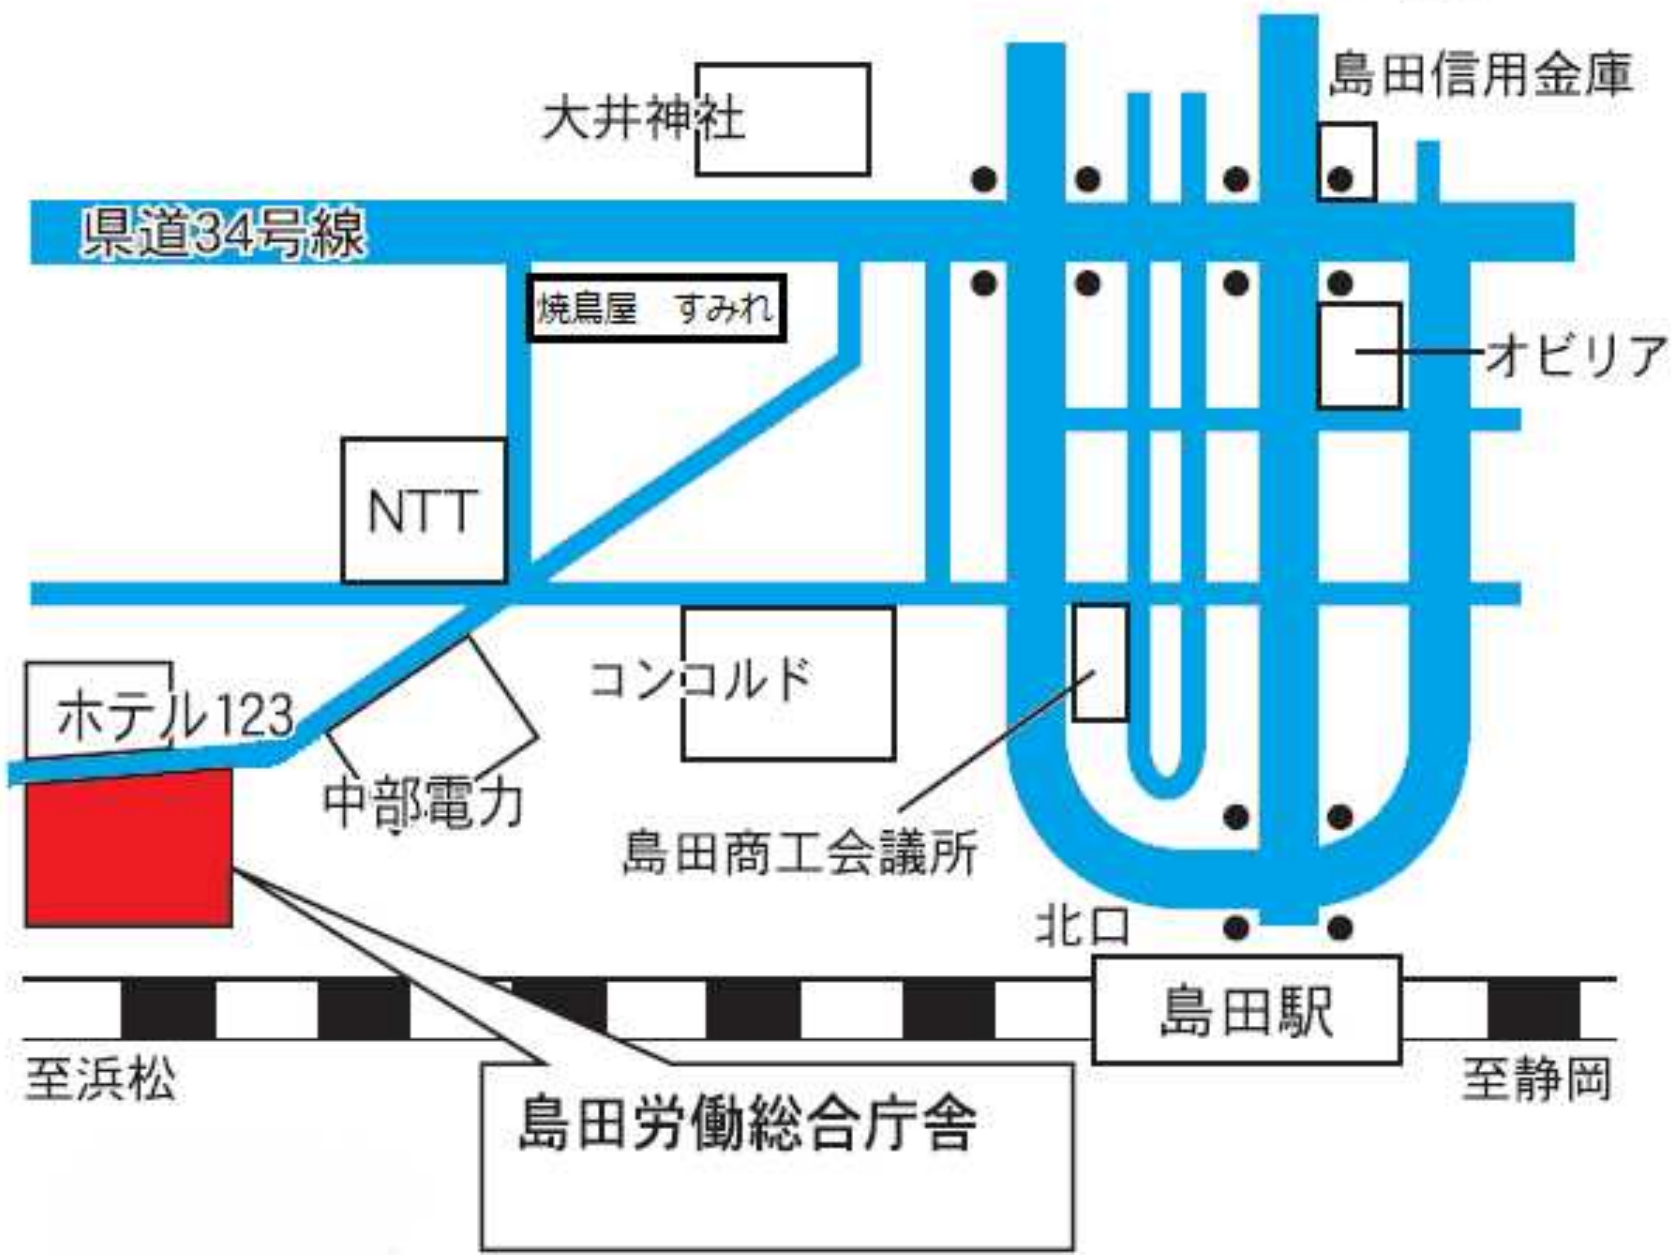 島田信用金庫
大井神社
県道34号線
焼鳥屋　すみれ
オビリア
NTT
コンコルド
ホテル123
中部電力
島田商工会議所
北口
島田駅
至浜松
至静岡
島田労働総合庁舎